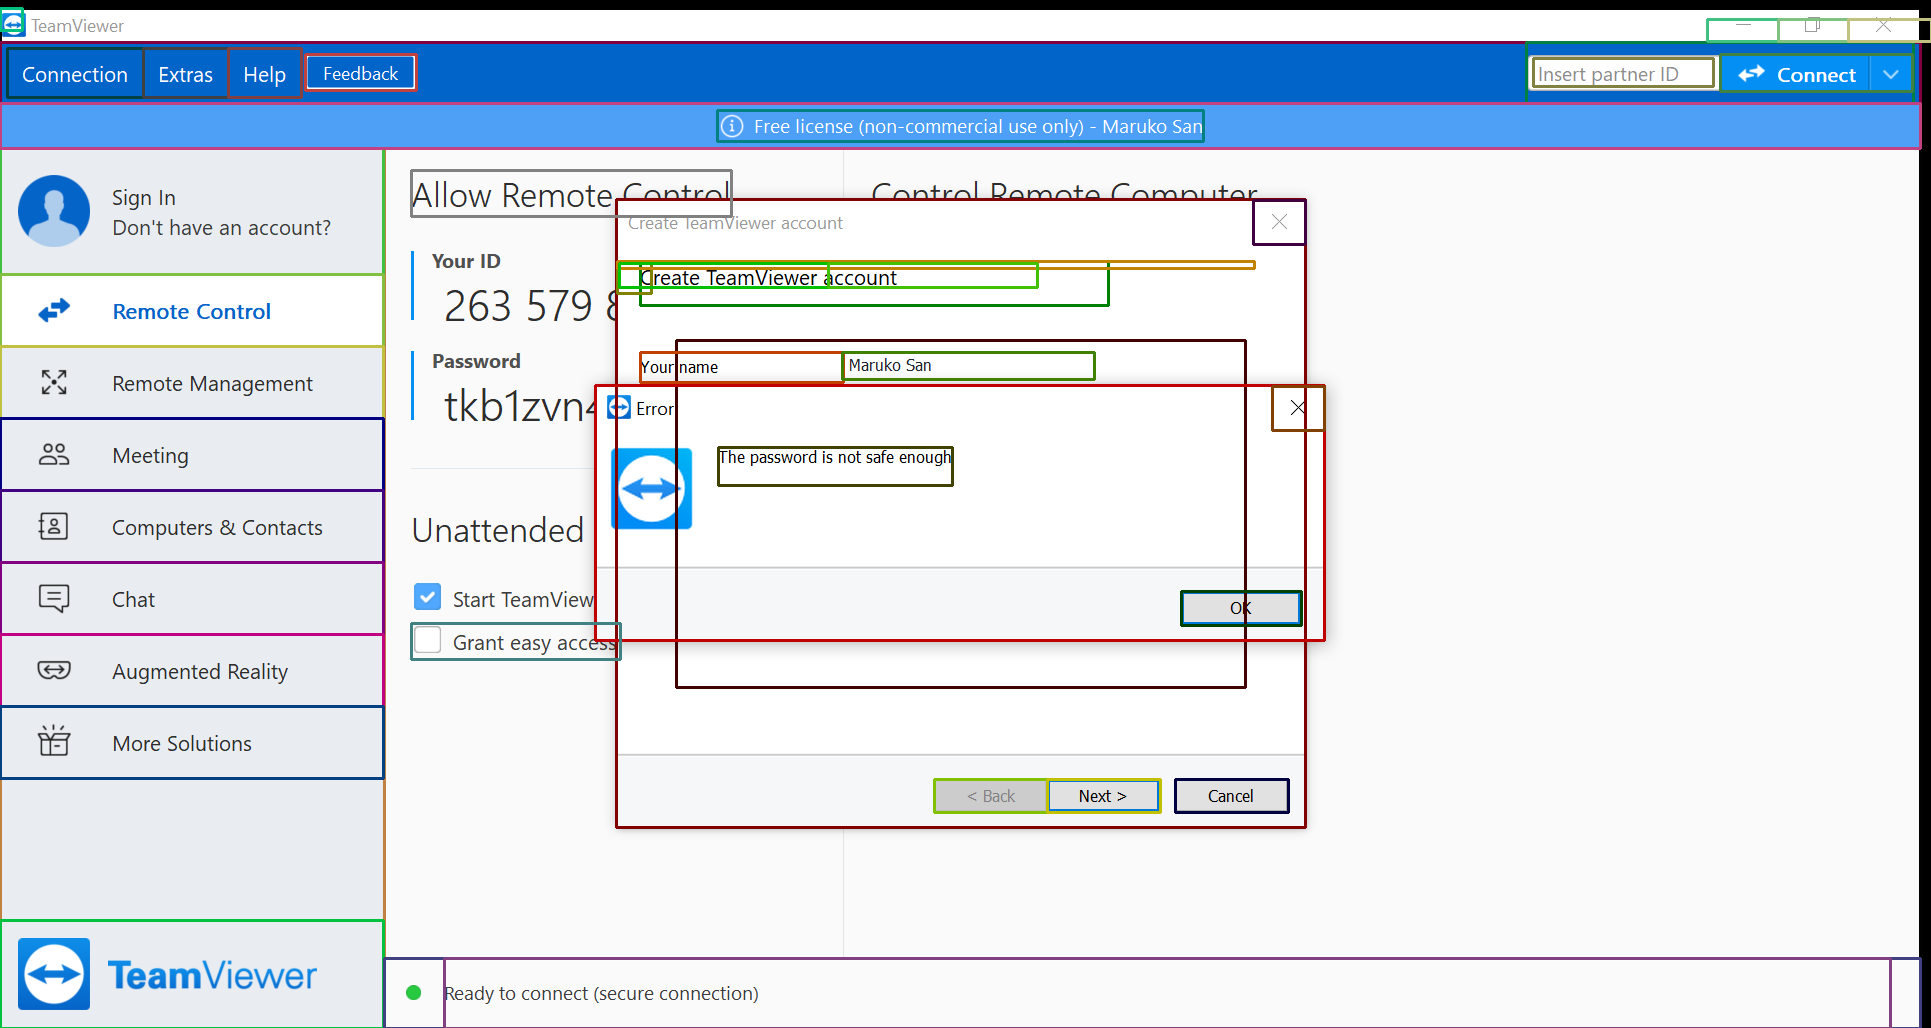 TeamViewer
Connection Extras Help Feedback
Insert partner ID Connect
Free license (non-commercial use only) - Maruko San
Sign In
Don't have an account?
Remote Control
Remote Management
Meeting
Computers & Contacts
Chat
Augmented Reality
More Solutions
TeamViewer
Allow Remote Control
Your ID
263 579
Password
tkb1zvn4
Unattended
Start TeamView
Grant easy access
Control Remote Computer
Create TeamViewer account
Create TeamViewer account
Your name Maruko San
Error
The password is not safe enough
OK
< Back Next > Cancel
Ready to connect (secure connection)